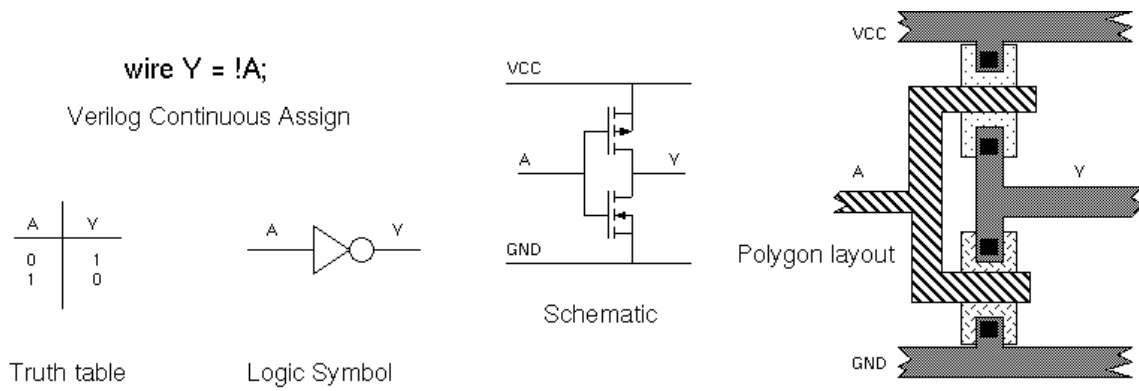 wire Y = !A;
Verilog Continuous Assign
A Y
0 1
1 0
Truth table
A Y
Logic Symbol
VCC
A Y
GND
Schematic
VCC
A Y
Polygon layout
GND